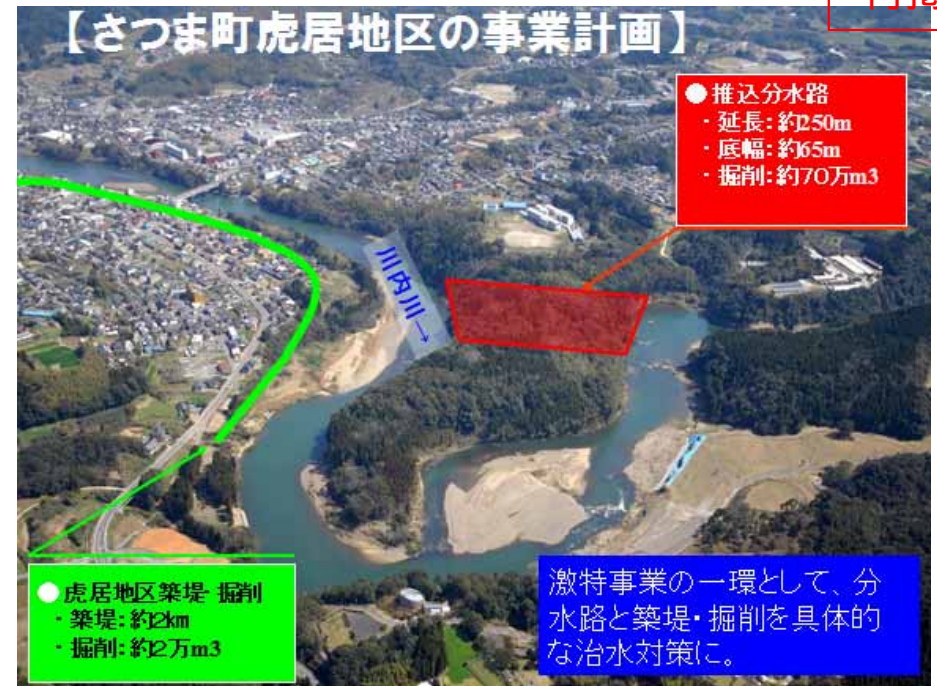 【さつま町虎居地区の事業計画】
●推込分水路
・延長:約250m
・底幅:約65m
・掘削:約70万m3
川内川→
●虎居地区築堤・掘削
・築堤:約2km
・掘削:約2万m3
激特事業の一環として、分
水路と築堤・掘削を具体的
な治水対策に。